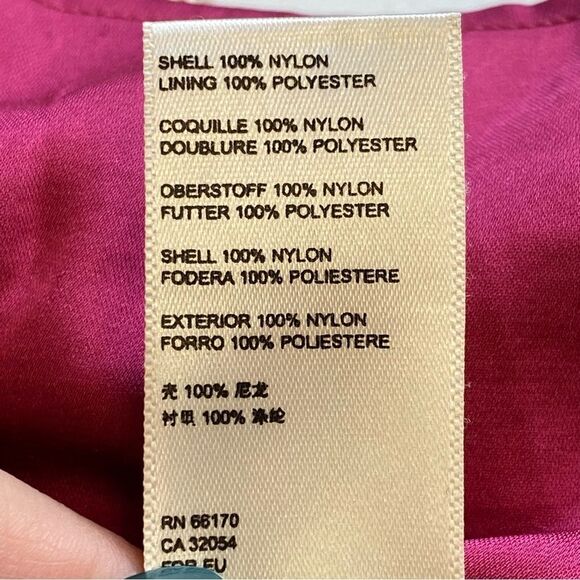 SHELL 100% NYLON
LINING 100% POLYESTER
COQUILLE 100% NYLON
DOUBLURE 100% POLYESTER
OBERSTOFF 100% NYLON
FUTTER 100% POLYESTER
SHELL 100% NYLON
FODERA 100% POLIESTERE
EXTERIOR 100% NYLON
FORRO 100% POLIESTERE
壳 100% 尼龙
衬里 100% 涤纶
RN 66170
CA 32054
FOR EU